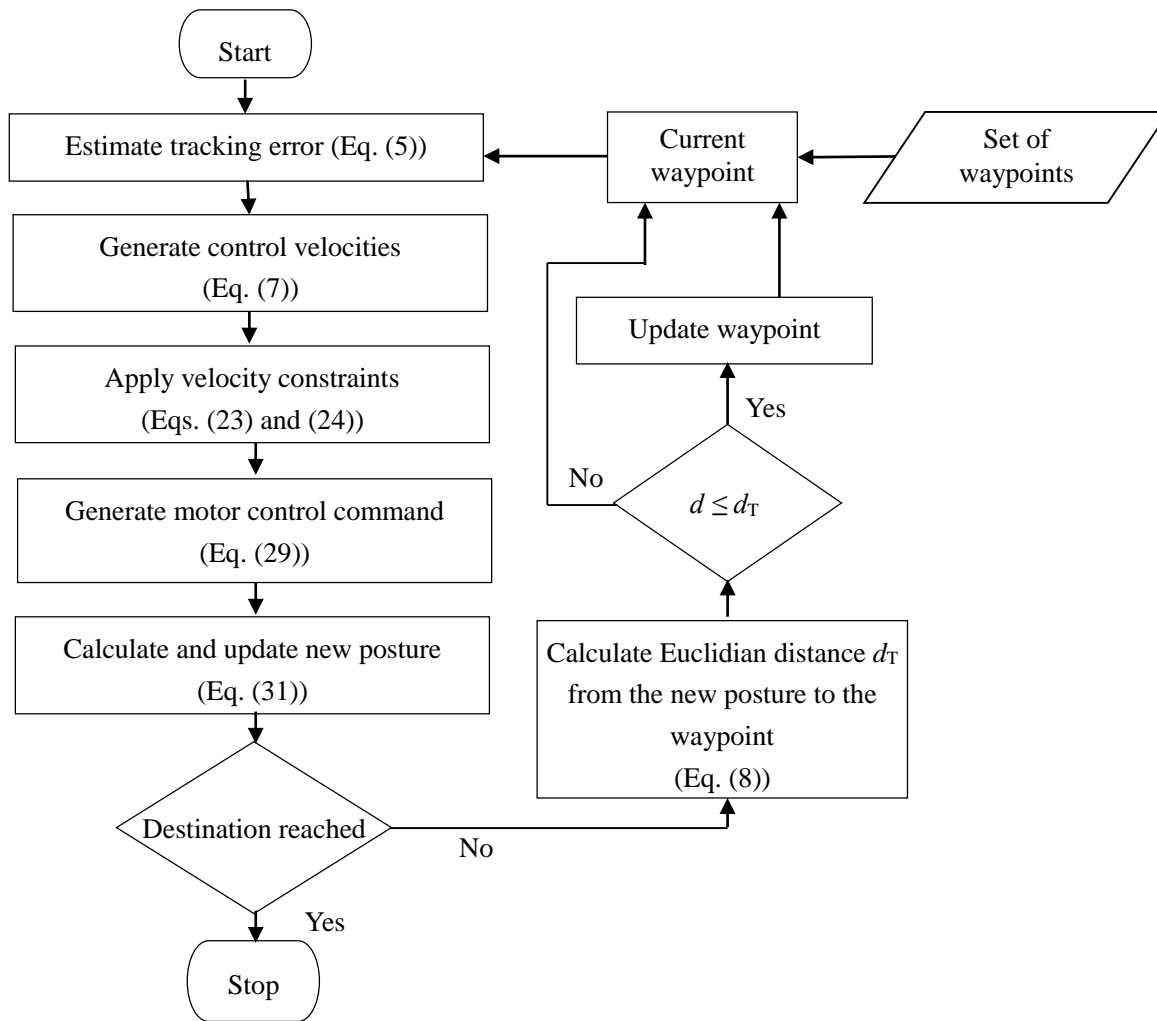 Start
Estimate tracking error (Eq. (5))
Current
waypoint
Set of
waypoints
Generate control velocities
(Eq. (7))
Update waypoint
Apply velocity constraints
(Eqs. (23) and (24))
Yes
No
d ≤ dT
Generate motor control command
(Eq. (29))
Calculate and update new posture
(Eq. (31))
Calculate Euclidian distance dT
from the new posture to the
waypoint
(Eq. (8))
Destination reached
No
Yes
Stop